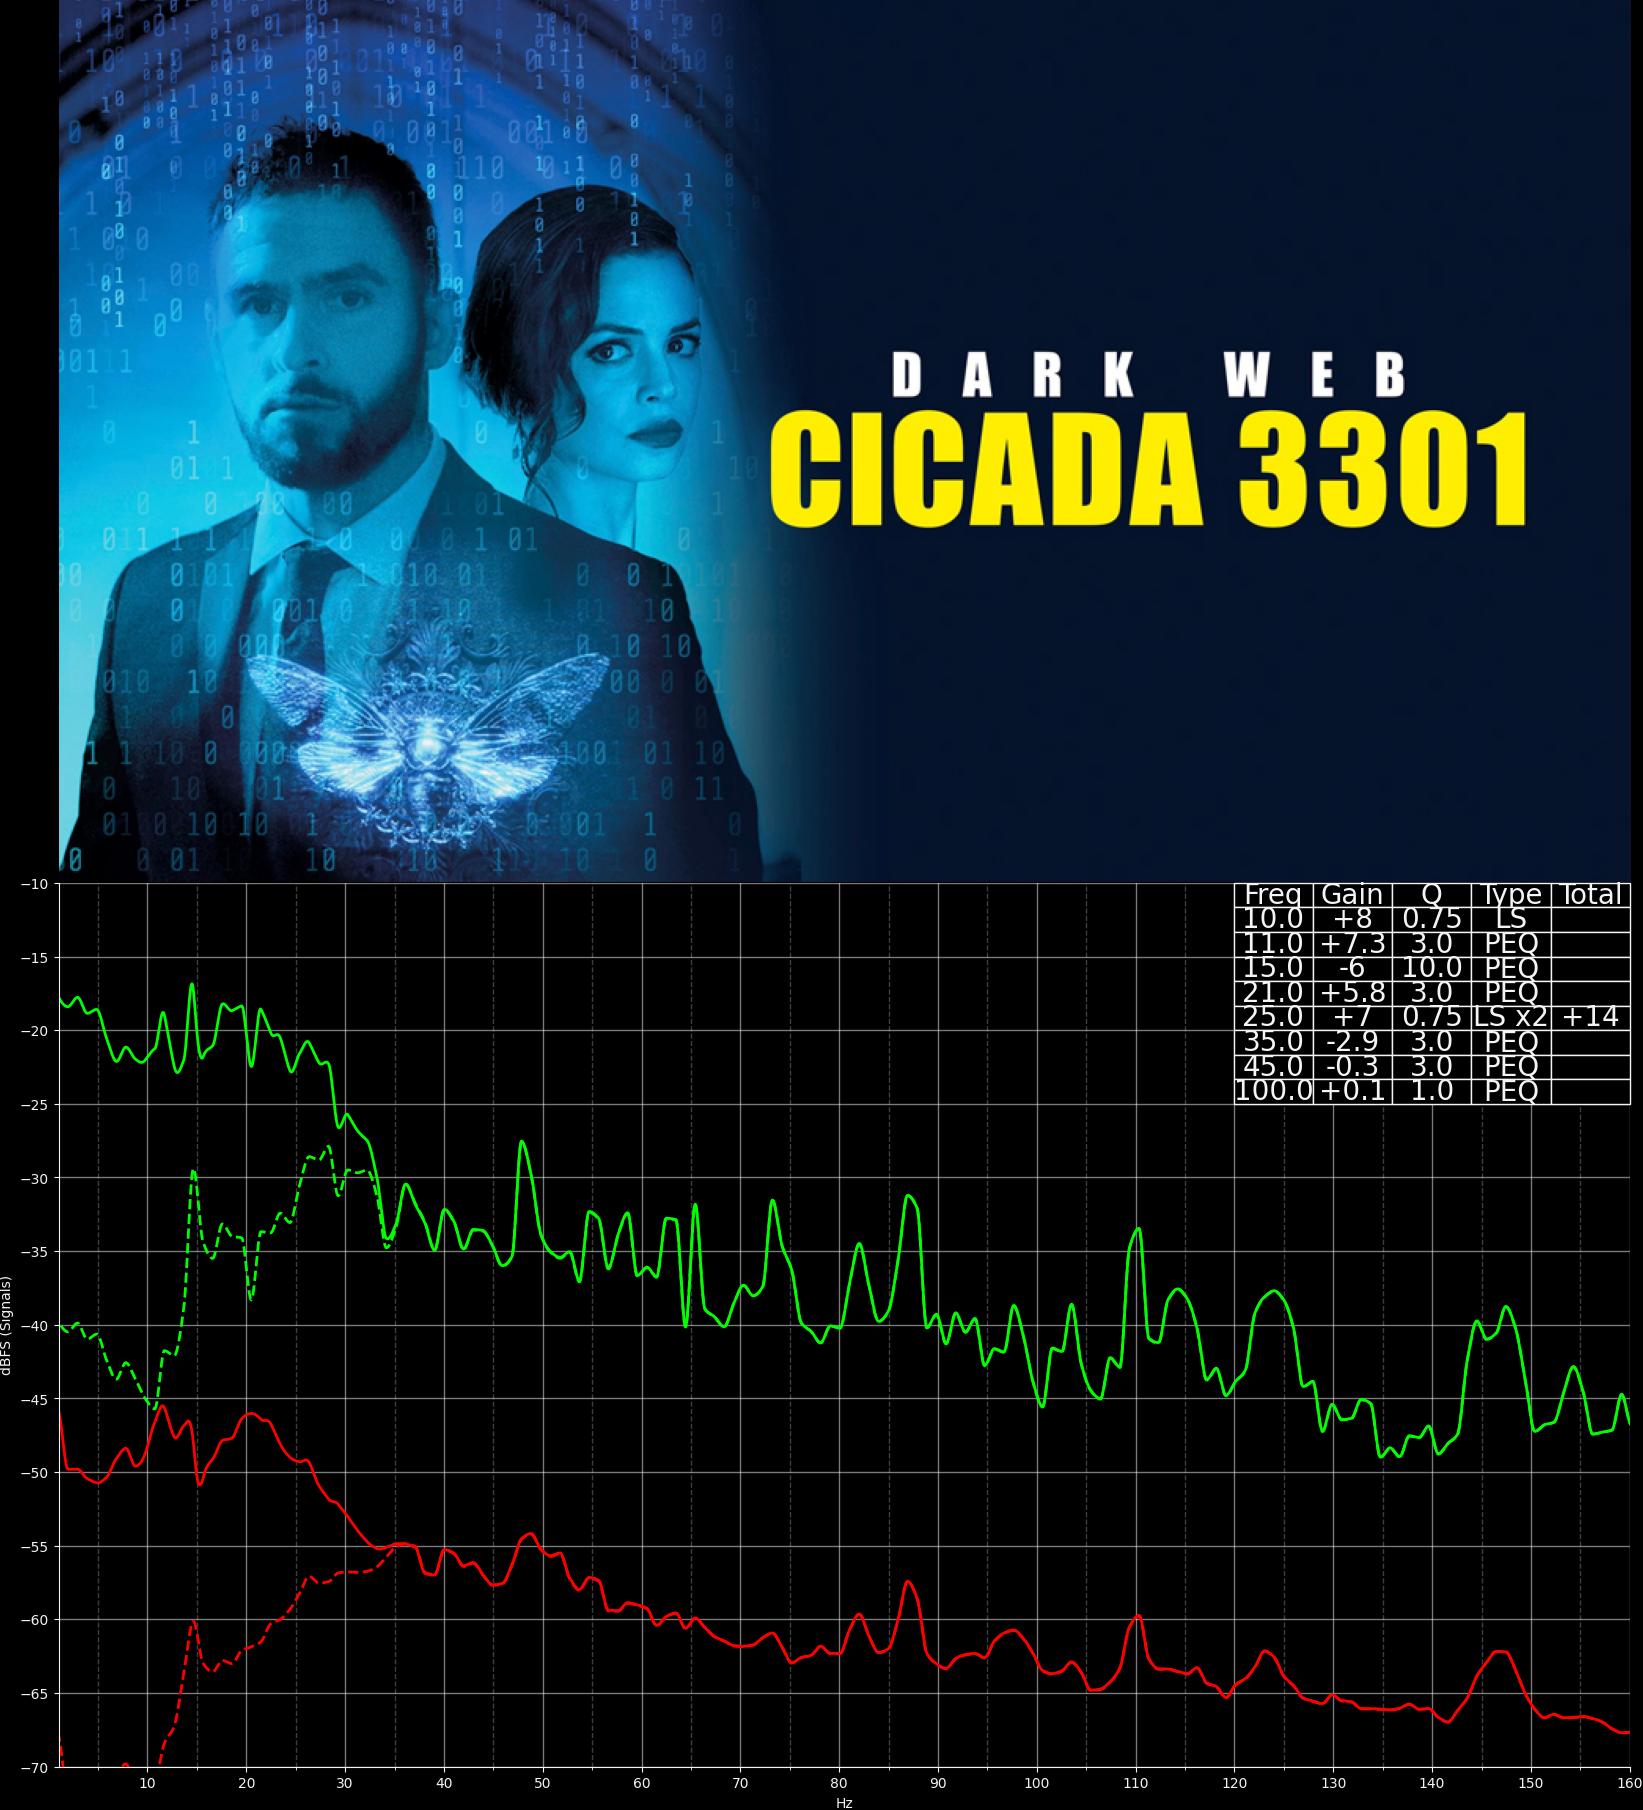 DARK WEB
CICADA 3301
Freq Gain Q Type Total
10.0 +8 0.75 LS
11.0 +7.3 3.0 PEQ
15.0 -6 10.0 PEQ
21.0 +5.8 3.0 PEQ
25.0 +7 0.75 LS x2 +14
35.0 -2.9 3.0 PEQ
45.0 -0.3 3.0 PEQ
100.0 +0.1 1.0 PEQ
−10
−15
−20
−25
−30
−35
−40
−45
−50
−55
−60
−65
−70
dBFS (Signals)
10 20 30 40 50 60 70 80 90 100 110 120 130 140 150 160
Hz